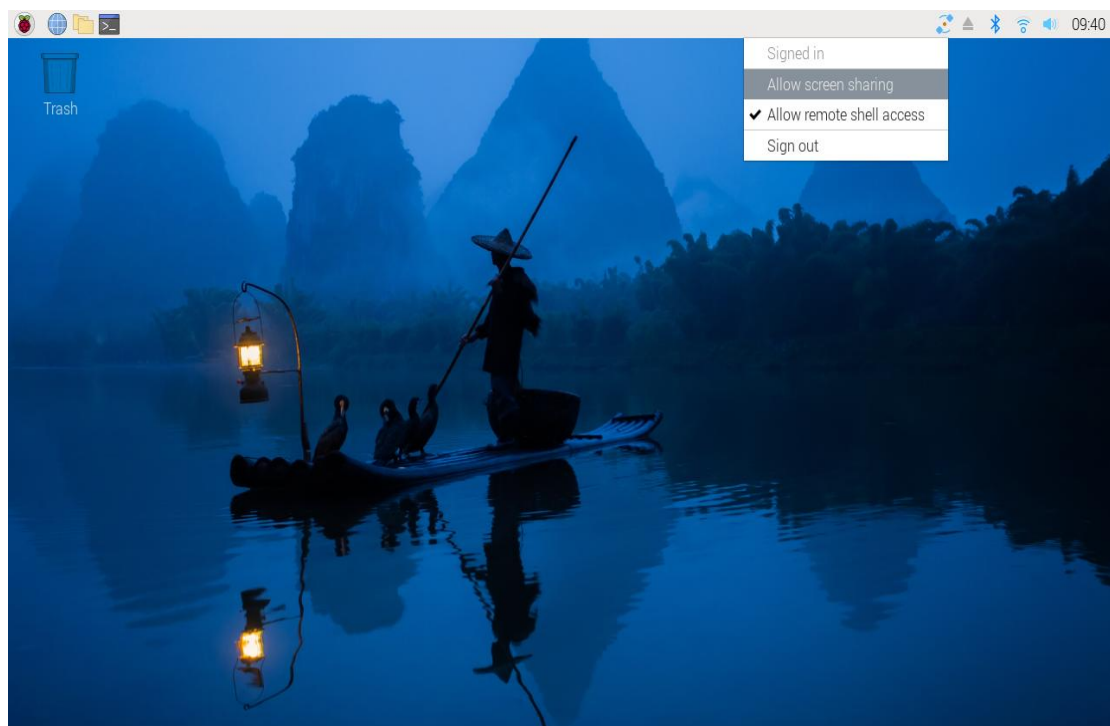 09:40
Trash
Signed in
Allow screen sharing
Allow remote shell access
Sign out